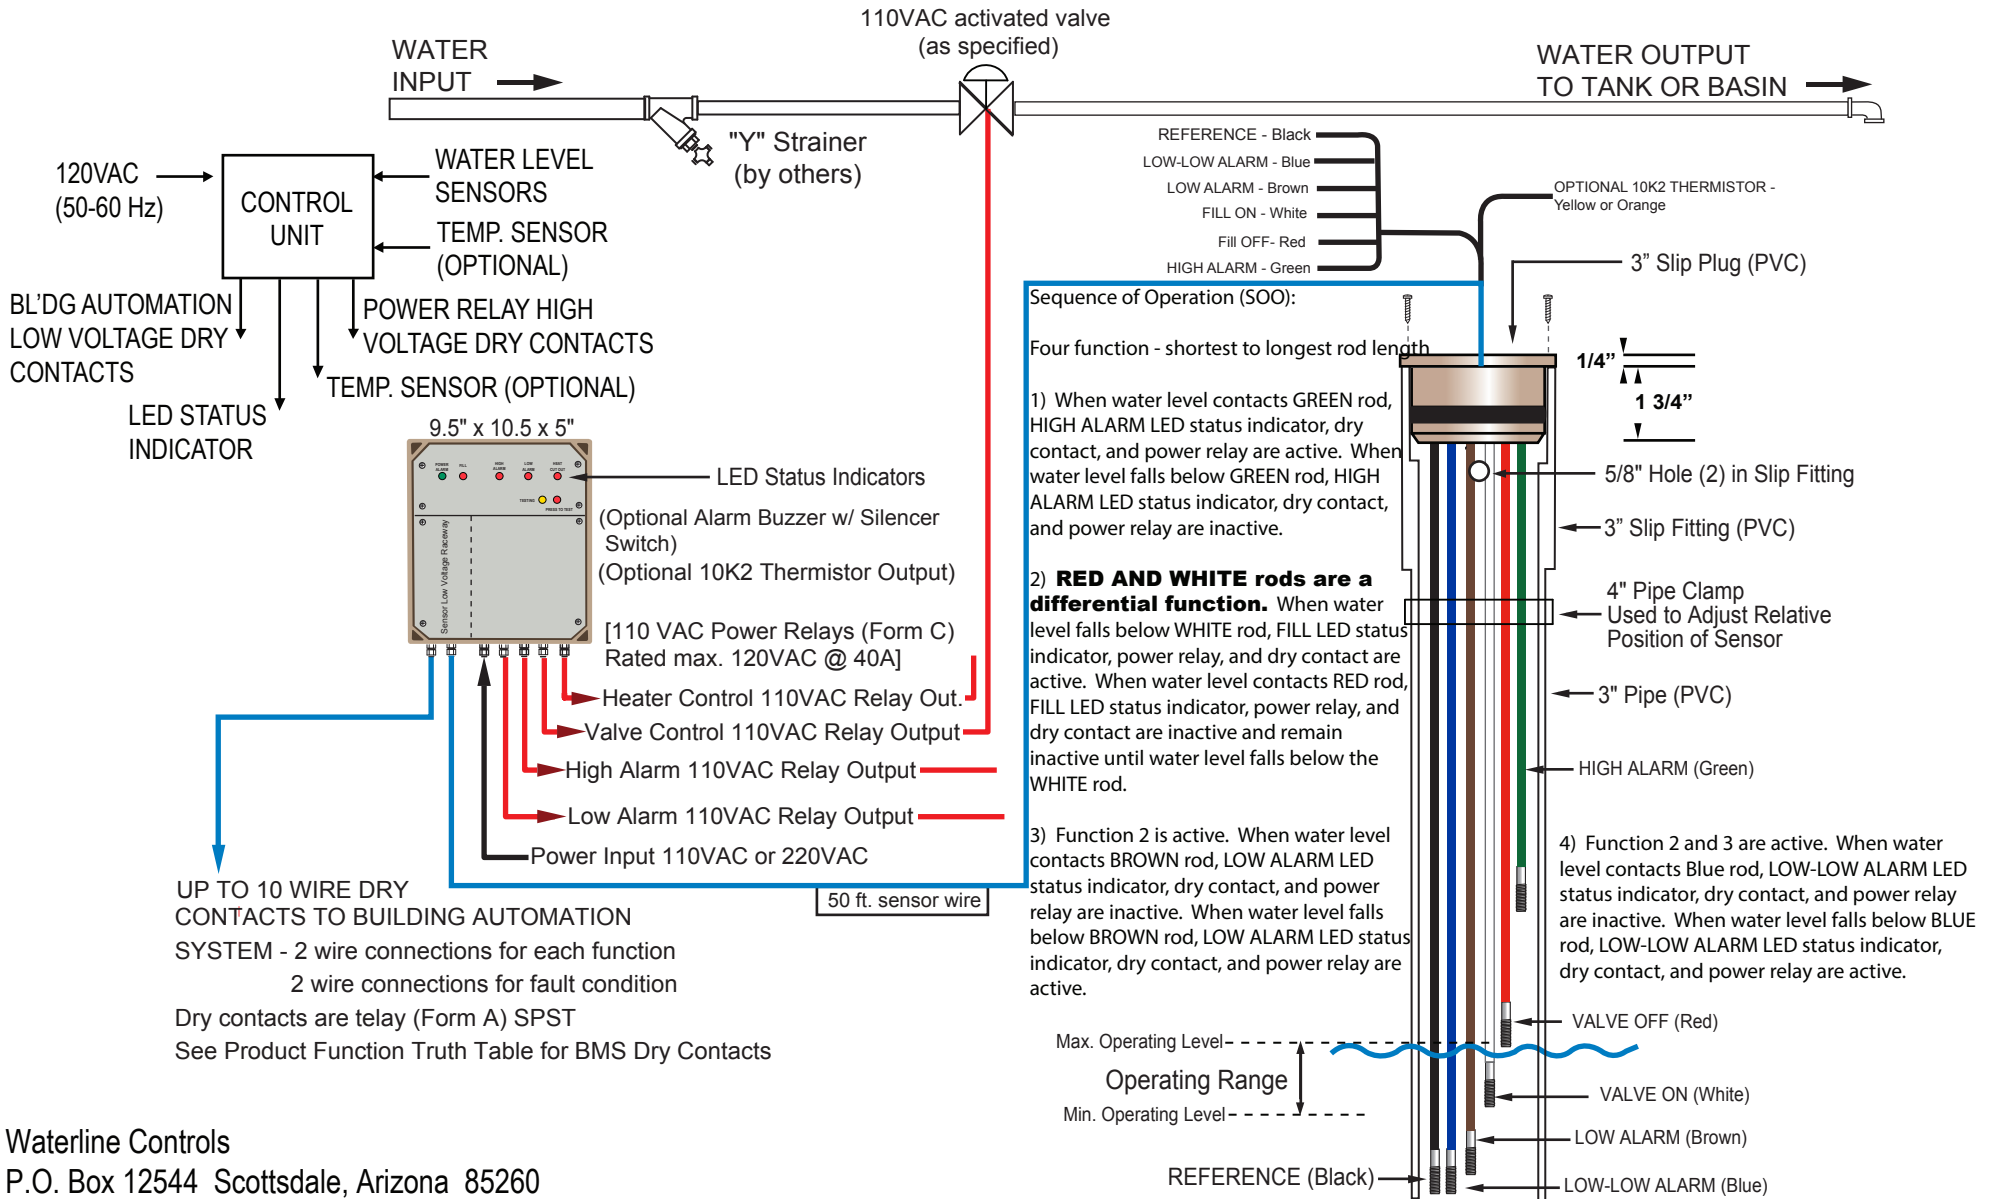 110VAC activated valve
(as specified)
WATER
INPUT
WATER OUTPUT
TO TANK OR BASIN
"Y" Strainer
(by others)
120VAC
(50-60 Hz)
CONTROL
UNIT
WATER LEVEL
SENSORS
TEMP. SENSOR
(OPTIONAL)
BL'DG AUTOMATION
LOW VOLTAGE DRY
CONTACTS
POWER RELAY HIGH
VOLTAGE DRY CONTACTS
TEMP. SENSOR (OPTIONAL)
LED STATUS
INDICATOR
REFERENCE - Black
LOW-LOW ALARM - Blue
LOW ALARM - Brown
FILL ON - White
Fill OFF- Red
HIGH ALARM - Green
OPTIONAL 10K2 THERMISTOR -
Yellow or Orange
3” Slip Plug (PVC)
1/4”
1 3/4”
5/8" Hole (2) in Slip Fitting
3” Slip Fitting (PVC)
4" Pipe Clamp
Used to Adjust Relative
Position of Sensor
3" Pipe (PVC)
HIGH ALARM (Green)
9.5" x 10.5 x 5"
POWER
ALARM
FILL
HIGH
ALARM
LOW
ALARM
HEAT
CUT OUT
TESTING
PRESS TO TEST
Sensor Low Voltage Raceway
LED Status Indicators
(Optional Alarm Buzzer w/ Silencer
Switch)
(Optional 10K2 Thermistor Output)
[110 VAC Power Relays (Form C)
Rated max. 120VAC @ 40A]
Heater Control 110VAC Relay Out.
Valve Control 110VAC Relay Output
High Alarm 110VAC Relay Output
Low Alarm 110VAC Relay Output
Power Input 110VAC or 220VAC
50 ft. sensor wire
UP TO 10 WIRE DRY
CONTACTS TO BUILDING AUTOMATION
SYSTEM - 2 wire connections for each function
2 wire connections for fault condition
Dry contacts are telay (Form A) SPST
See Product Function Truth Table for BMS Dry Contacts
Sequence of Operation (SOO):
Four function - shortest to longest rod length
1) When water level contacts GREEN rod,
HIGH ALARM LED status indicator, dry
contact, and power relay are active. When
water level falls below GREEN rod, HIGH
ALARM LED status indicator, dry contact,
and power relay are inactive.
2) RED AND WHITE rods are a
differential function. When water
level falls below WHITE rod, FILL LED status
indicator, power relay, and dry contact are
active. When water level contacts RED rod,
FILL LED status indicator, power relay, and
dry contact are inactive and remain
inactive until water level falls below the
WHITE rod.
3) Function 2 is active. When water level
contacts BROWN rod, LOW ALARM LED
status indicator, dry contact, and power
relay are inactive. When water level falls
below BROWN rod, LOW ALARM LED status
indicator, dry contact, and power relay are
active.
4) Function 2 and 3 are active. When water
level contacts Blue rod, LOW-LOW ALARM LED
status indicator, dry contact, and power relay
are inactive. When water level falls below BLUE
rod, LOW-LOW ALARM LED status indicator,
dry contact, and power relay are active.
VALVE OFF (Red)
Max. Operating Level
Operating Range
Min. Operating Level
VALVE ON (White)
LOW ALARM (Brown)
REFERENCE (Black)
LOW-LOW ALARM (Blue)
Waterline Controls
P.O. Box 12544 Scottsdale, Arizona 85260